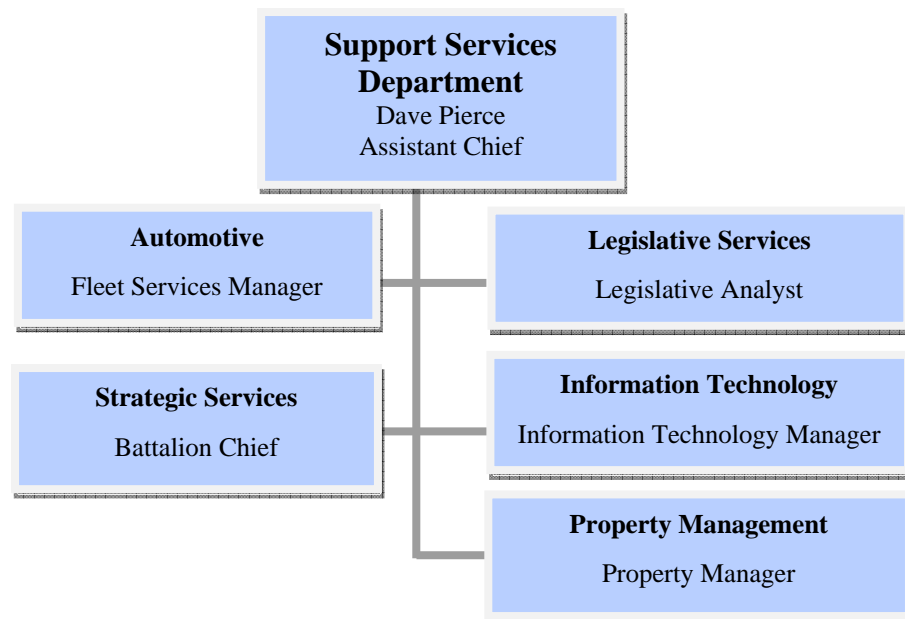 Support Services
Department
Dave Pierce
Assistant Chief
Automotive
Fleet Services Manager
Legislative Services
Legislative Analyst
Strategic Services
Battalion Chief
Information Technology
Information Technology Manager
Property Management
Property Manager